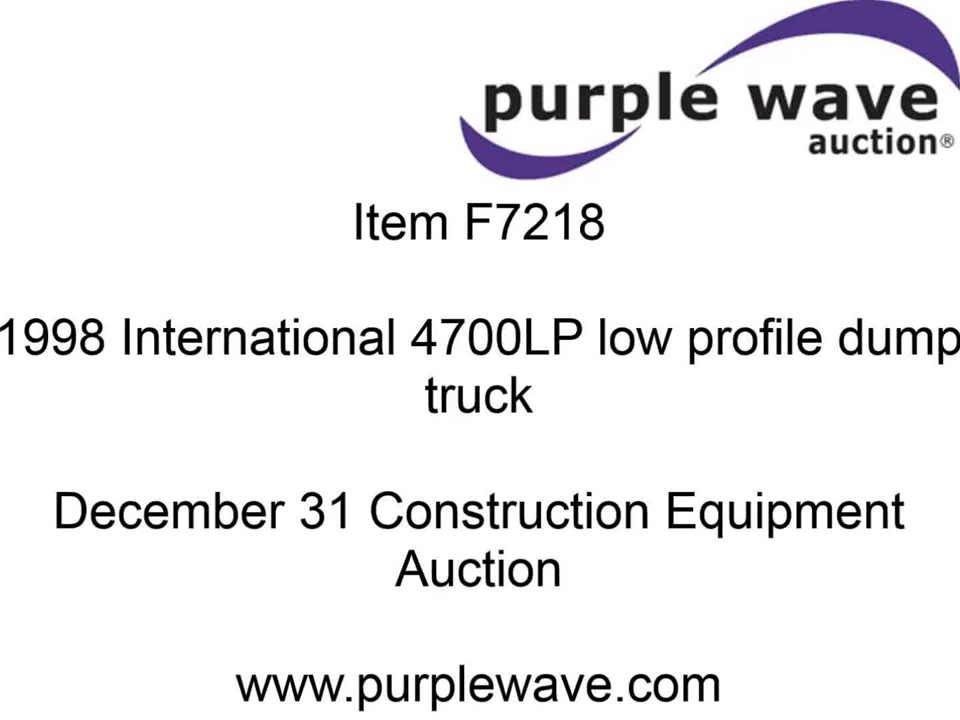 purple wave
auction®
Item F7218
1998 International 4700LP low profile dump
truck
December 31 Construction Equipment
Auction
www.purplewave.com